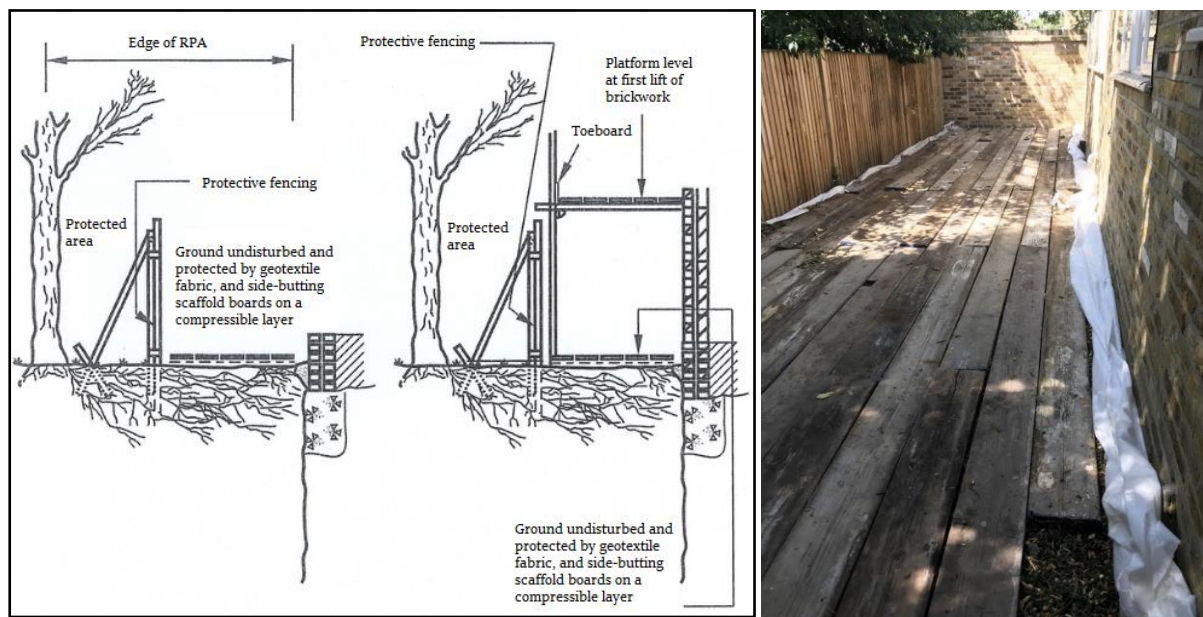 Edge of RPA
Protective fencing
Protected
area
Ground undisturbed and
protected by geotextile
fabric, and side-butting
scaffold boards on a
compressible layer
Protective fencing
Platform level
at first lift of
brickwork
Toeboard
Protected
area
Ground undisturbed and
protected by geotextile
fabric, and side-butting
scaffold boards on a
compressible layer